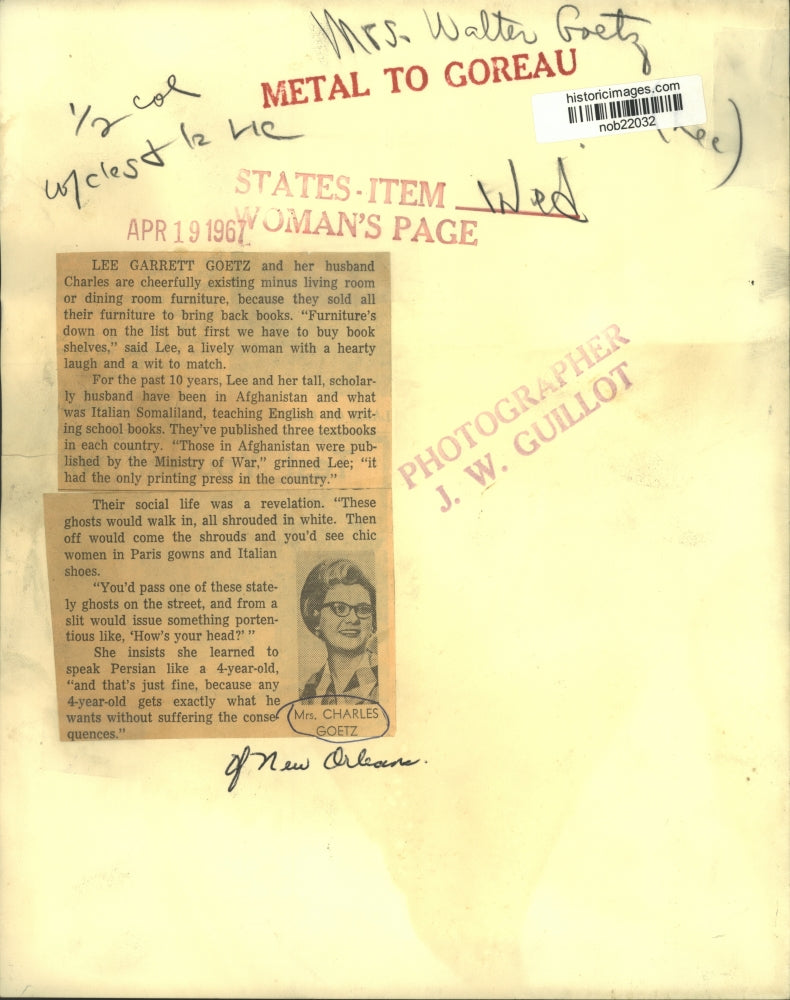 Mrs. Walter Goetz
METAL TO GOREAU
historicimages.com
nob22032
1/2 col
(Lee)
STATES-ITEM Wed
APR 19 1967
WOMAN'S PAGE
LEE GARRETT GOETZ and her husband
Charles are cheerfully existing minus living room
or dining room furniture, because they sold all
their furniture to bring back books. "Furniture's
down on the list but first we have to buy book
shelves," said Lee, a lively woman with a hearty
laugh and a wit to match.
For the past 10 years, Lee and her tall, scholar-
ly husband have been in Afghanistan and what
was Italian Somaliland, teaching English and writ-
ing school books. They've published three textbooks
in each country. "Those in Afghanistan were pub-
lished by the Ministry of War," grinned Lee; "it
had the only printing press in the country."
Their social life was a revelation. "These
ghosts would walk in, all shrouded in white. Then
off would come the shrouds and you'd see chic
women in Paris gowns and Italian
shoes.
"You'd pass one of these state-
ly ghosts on the street, and from a
slit would issue something porten-
tious like, 'How's your head?' "
She insists she learned to
speak Persian like a 4-year-old,
"and that's just fine, because any
4-year-old gets exactly what he
wants without suffering the conse-
quences."
Mrs. CHARLES
GOETZ
of New Orleans.
PHOTOGRAPHER
J. W. GUILLOT